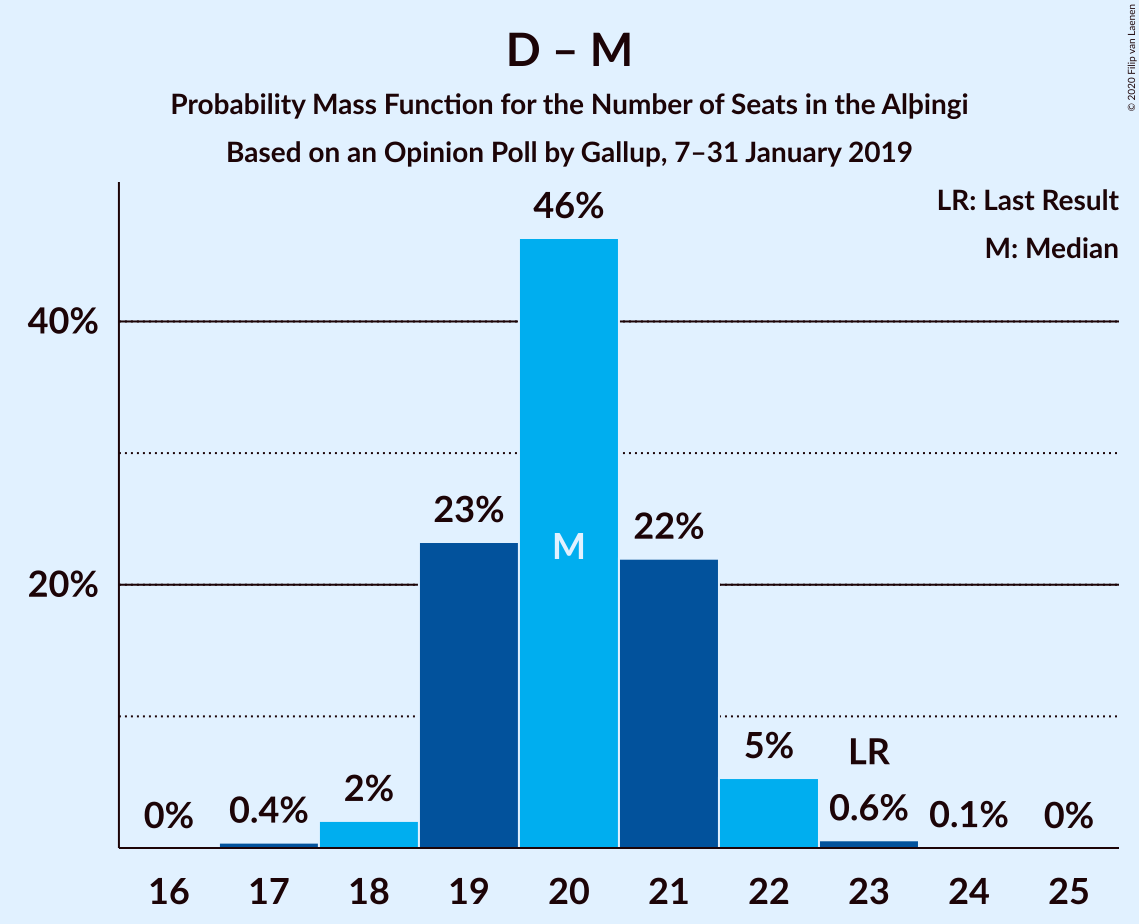 D – M
Probability Mass Function for the Number of Seats in the Alþingi
Based on an Opinion Poll by Gallup, 7–31 January 2019
© 2020 Filip van Laenen
LR: Last Result
M: Median
46%
40%
23%
22%
M
20%
5%
LR
2%
0%
0.4%
0.6%
0.1%
0%
16 17 18 19 20 21 22 23 24 25